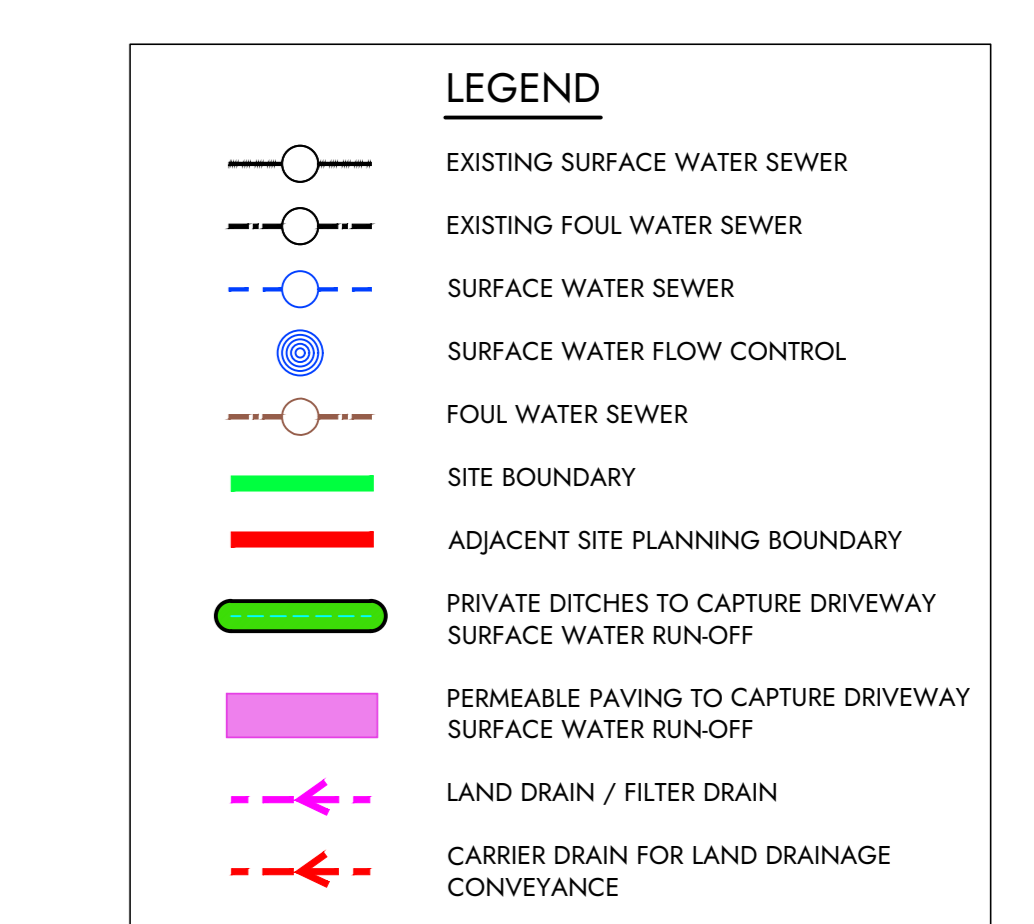 LEGEND
EXISTING SURFACE WATER SEWER
EXISTING FOUL WATER SEWER
SURFACE WATER SEWER
SURFACE WATER FLOW CONTROL
FOUL WATER SEWER
SITE BOUNDARY
ADJACENT SITE PLANNING BOUNDARY
PRIVATE DITCHES TO CAPTURE DRIVEWAY
SURFACE WATER RUN-OFF
PERMEABLE PAVING TO CAPTURE DRIVEWAY
SURFACE WATER RUN-OFF
LAND DRAIN / FILTER DRAIN
CARRIER DRAIN FOR LAND DRAINAGE
CONVEYANCE